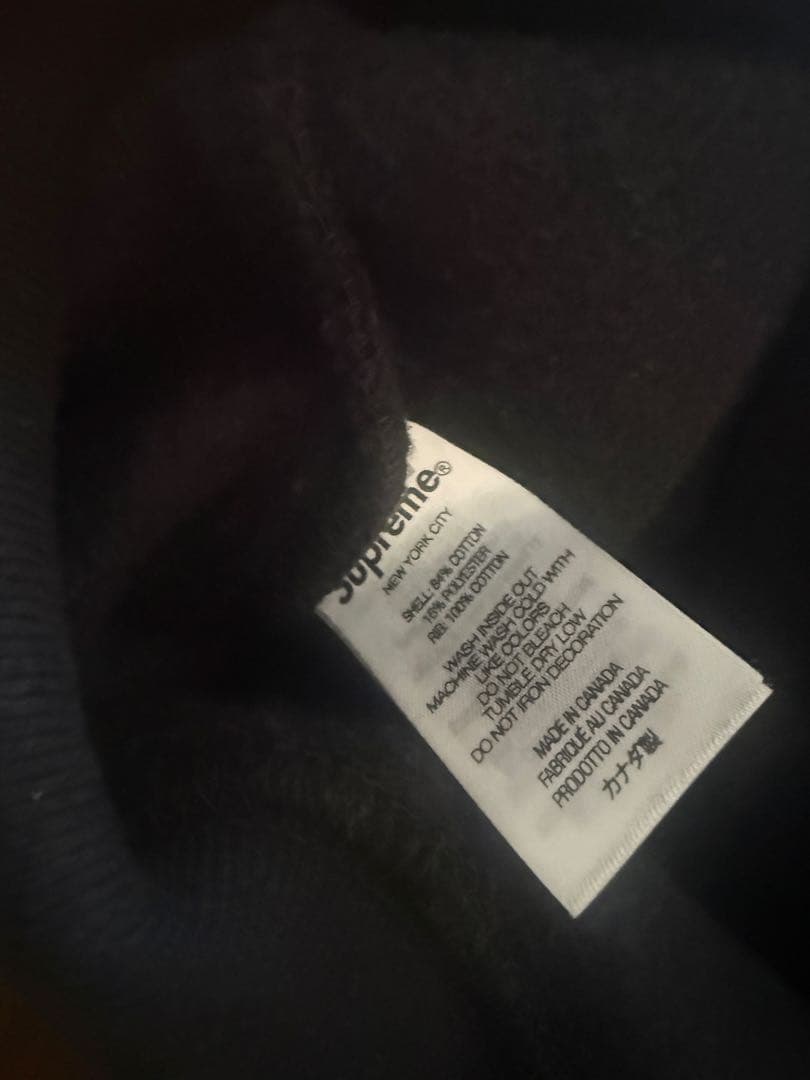 Supreme®
NEW YORK CITY
SHELL: 84% COTTON
16% POLYESTER
RIB: 100% COTTON
WASH INSIDE OUT
MACHINE WASH COLD WITH
LIKE COLORS
DO NOT BLEACH
TUMBLE DRY LOW
DO NOT IRON DECORATION
MADE IN CANADA
FABRIQUÉ AU CANADA
PRODOTTO IN CANADA
カナダ製